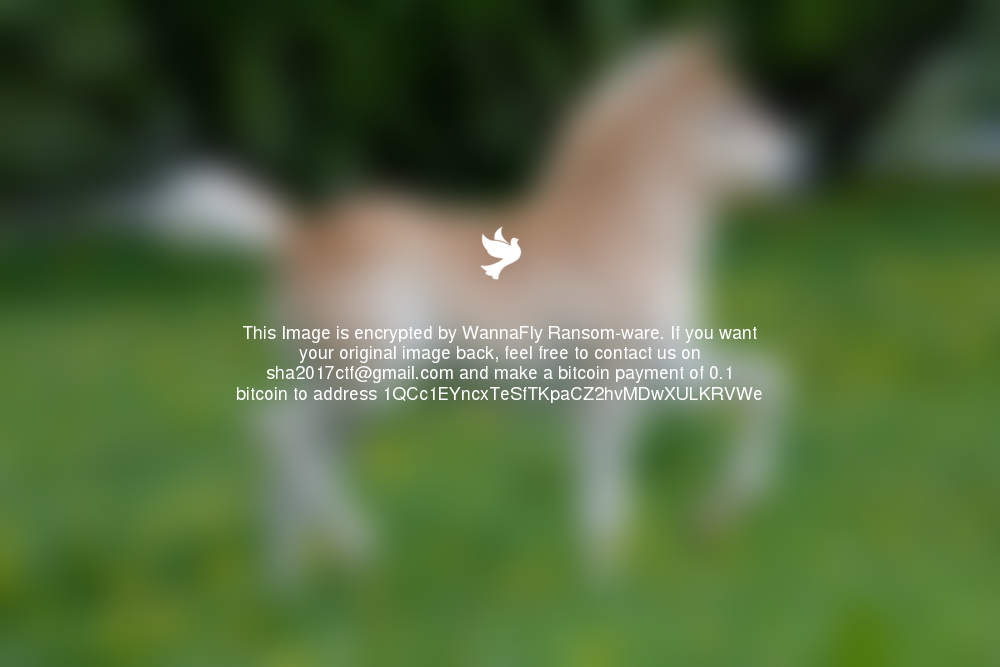 This Image is encrypted by WannaFly Ransom-ware. If you want
your original image back, feel free to contact us on
sha2017ctf@gmail.com and make a bitcoin payment of 0.1
bitcoin to address 1QCc1EYncxTeSfTKpaCZ2hvMDwXULKRVWe